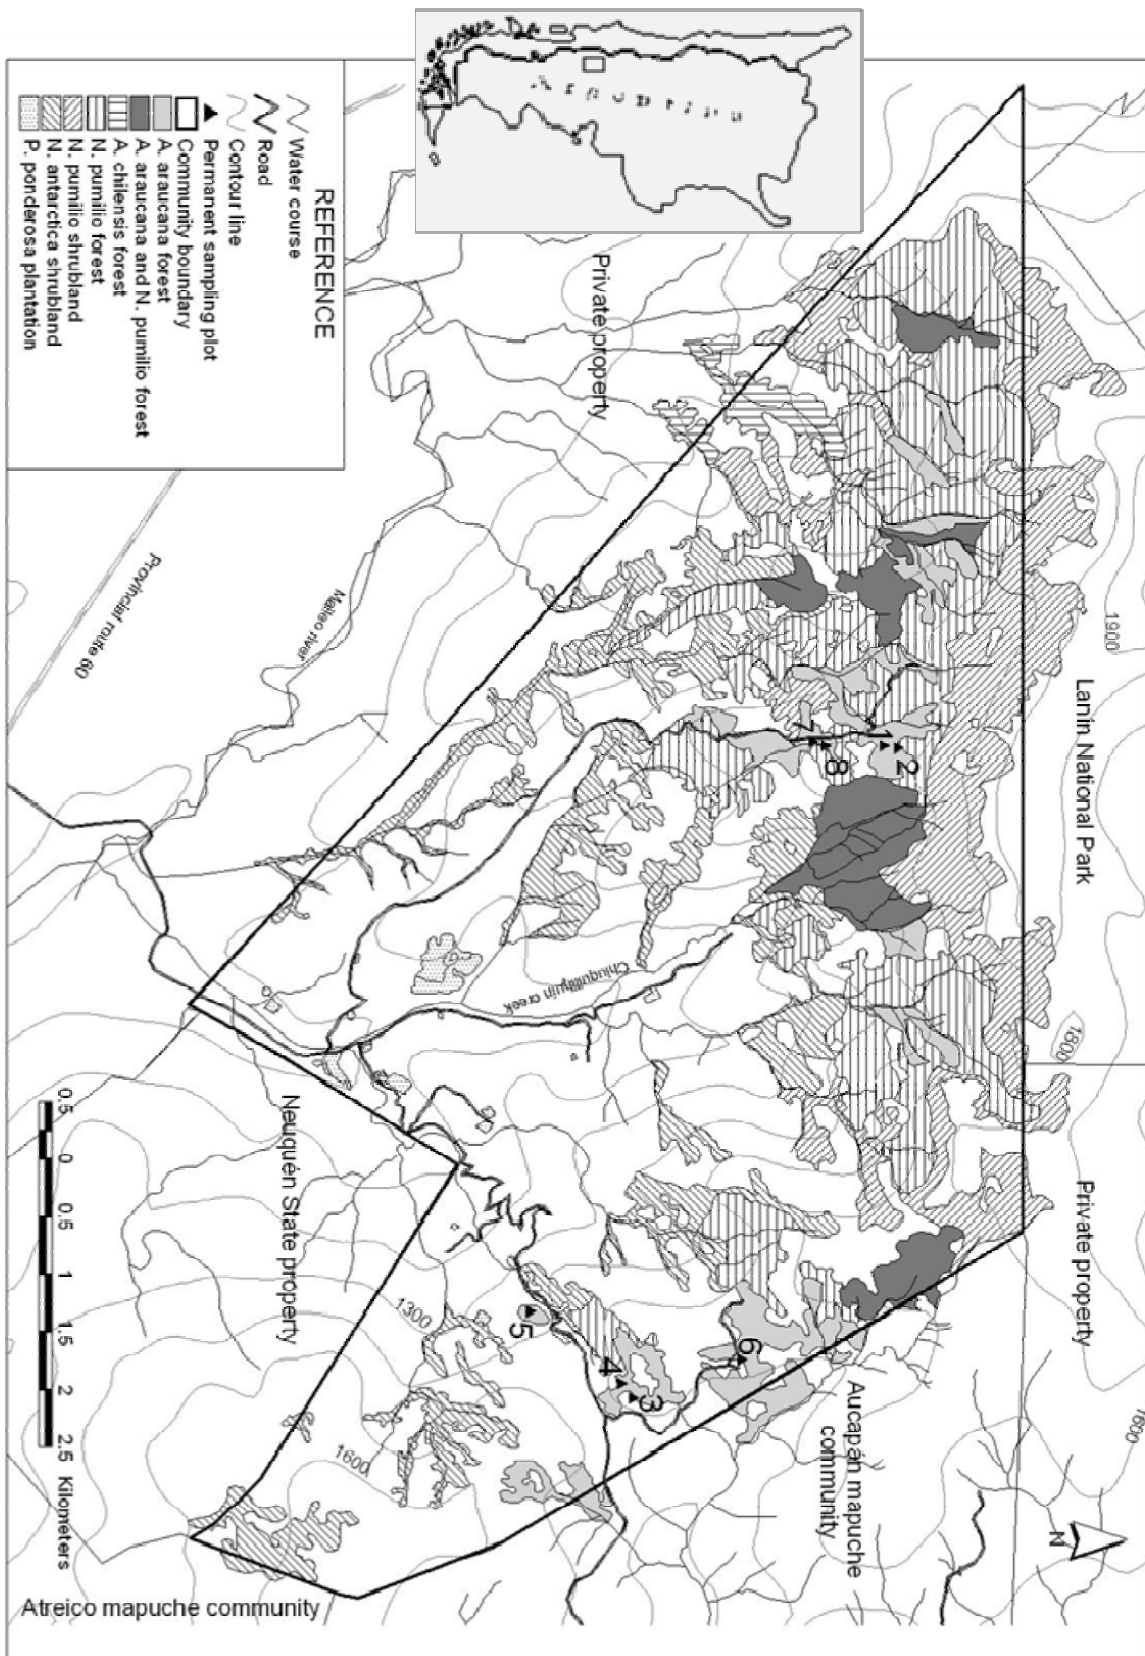 REFERENCE
Water course
Road
Contour line
Permanent sampling plot
Community boundary
A. araucana forest
A. araucana and N. pumilio forest
A. chilensis forest
N. pumilio forest
N. pumilio shrubland
N. antarctica shrubland
P. ponderosa plantation
Private property
Lanin National Park
Private property
1900
1800
1600
Aucapán mapuche
community
N
Provincial route 60
Malleo river
Chiuquilihuin creek
Neuquén State property
1300
1600
1
2
3
4
5
6
7
8
0.5 0 0.5 1 1.5 2 2.5 Kilometers
Atreico mapuche community